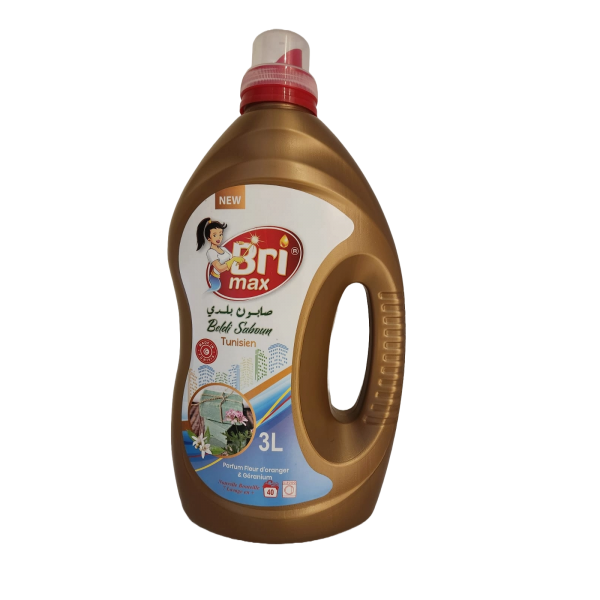 NEW
Bri®
max
صابون بلدي
Beldi Saboun
Tunisien
3L
Parfum Fleur d'oranger
& Géranium
40